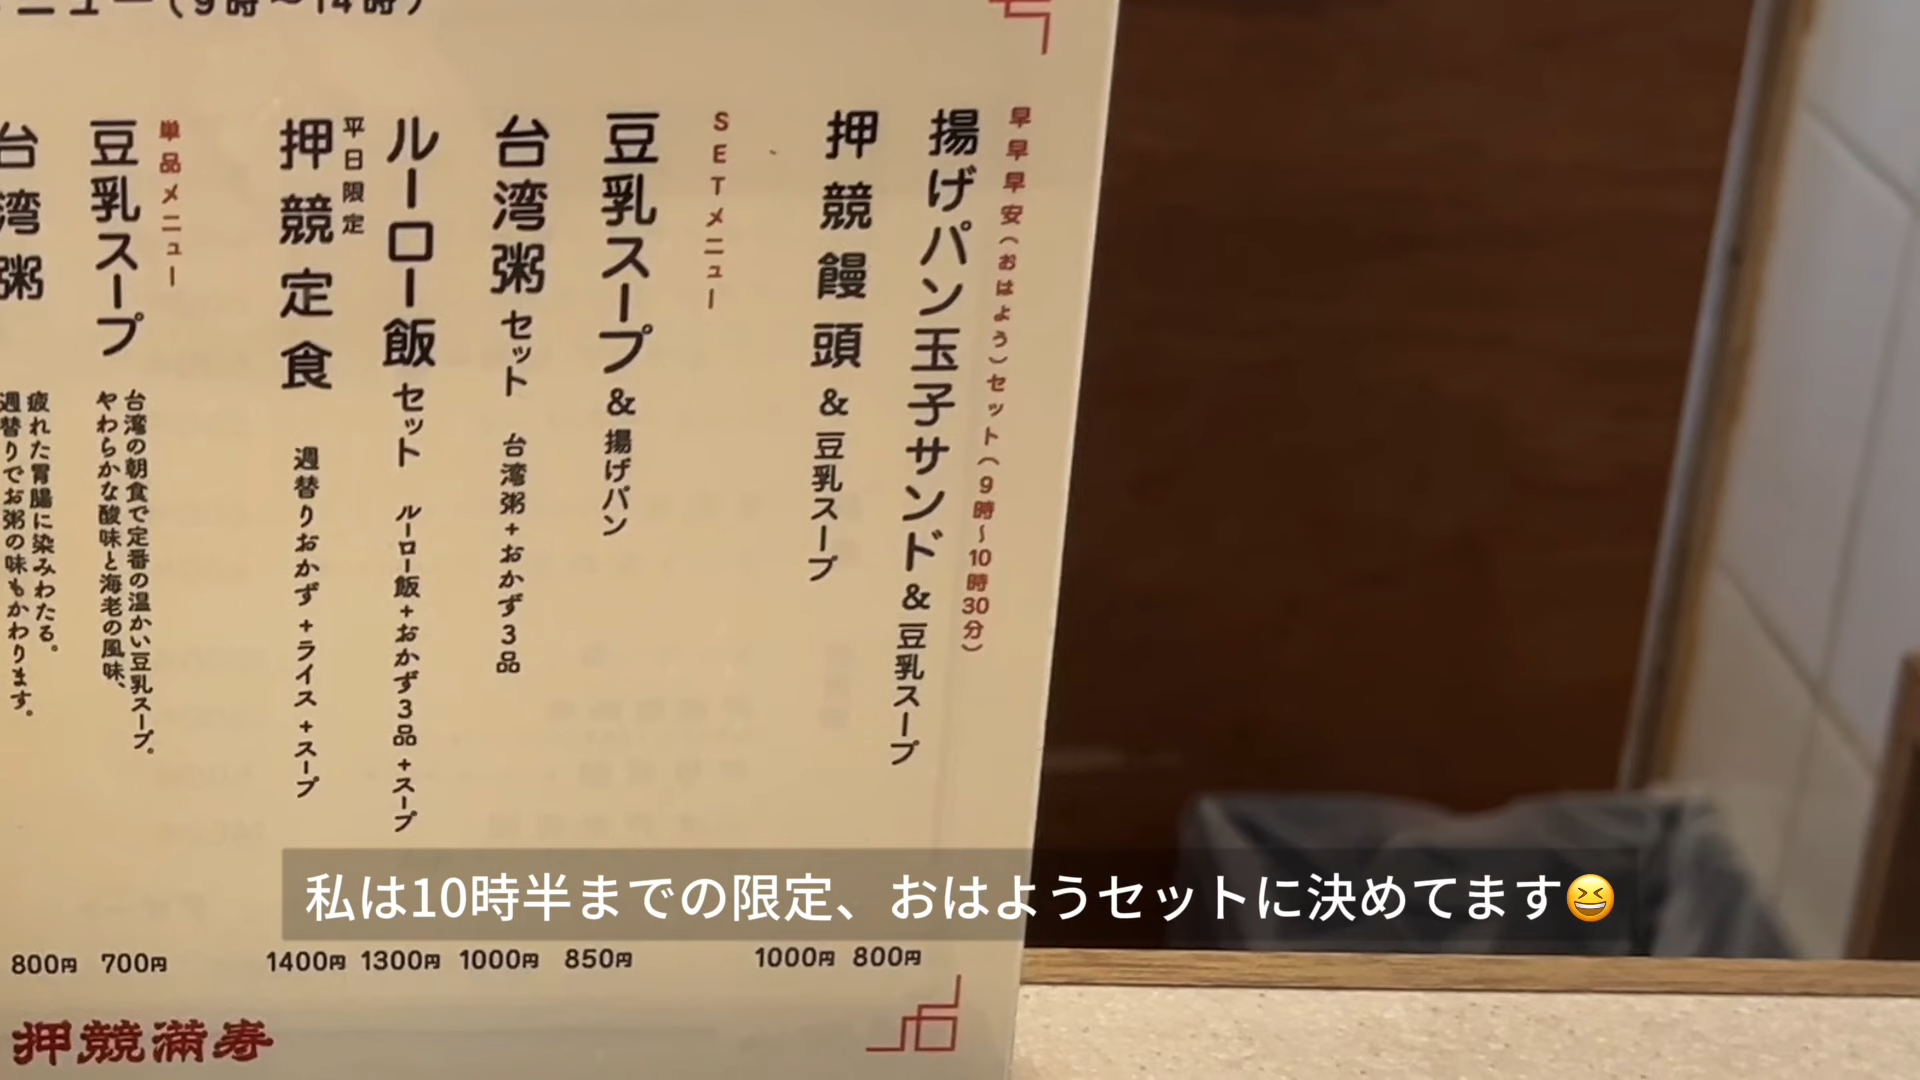 ニュー(9時〜14時)
早早早安(おはよう)セット(9時〜10時30分)
揚げパン玉子サンド&豆乳スープ
800円
押競饅頭&豆乳スープ
1000円
SETメニュー
豆乳スープ&揚げパン
850円
台湾粥セット 台湾粥+おかず3品
1000円
ルーロー飯セット ルーロー飯+おかず3品+スープ
1300円
平日限定
押競定食 週替りおかず+ライス+スープ
1400円
単品メニュー
豆乳スープ
台湾の朝食で定番の温かい豆乳スープ。
やわらかな酸味と海老の風味、
700円
台湾粥
疲れた胃腸に染みわたる。
週替りでお粥の味もかわります。
800円
押競満寿
私は10時半までの限定、おはようセットに決めてます😆